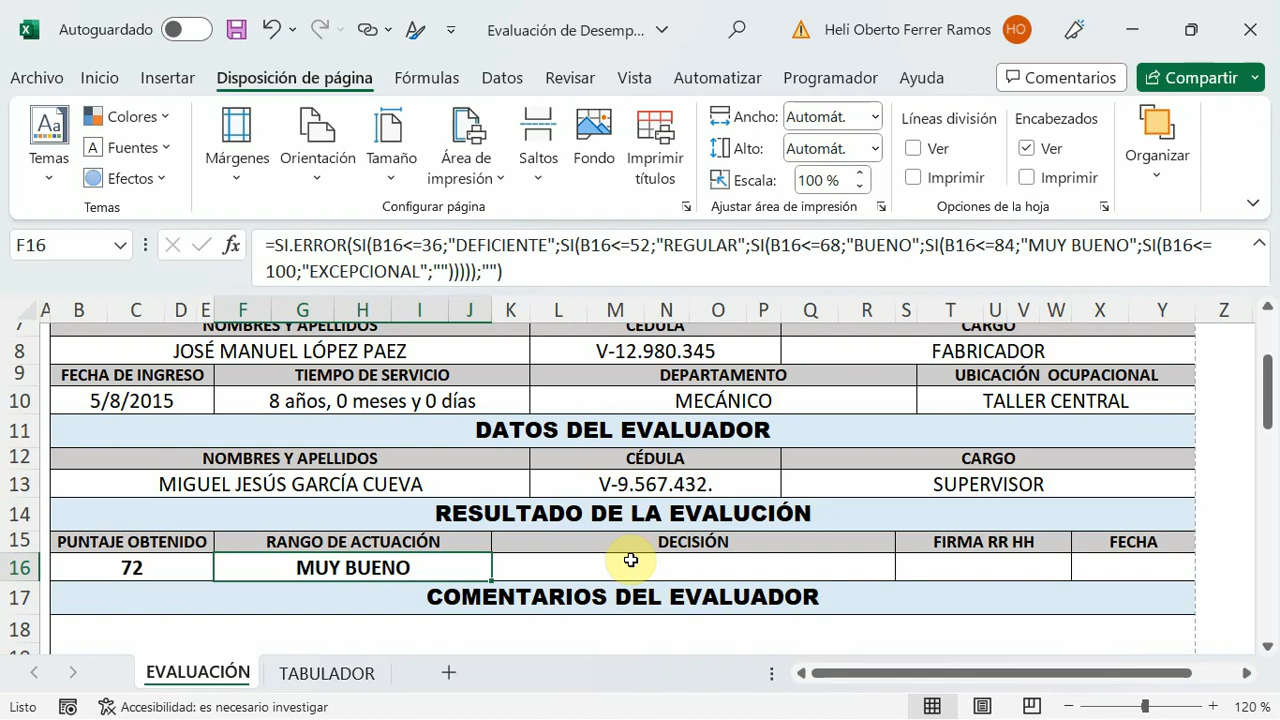 Autoguardado
Evaluación de Desemp...
Heli Oberto Ferrer Ramos
HO
Archivo
Inicio
Insertar
Disposición de página
Fórmulas
Datos
Revisar
Vista
Automatizar
Programador
Ayuda
Comentarios
Compartir
Aa
Temas
Colores
Fuentes
Efectos
Temas
Márgenes
Orientación
Tamaño
Área de impresión
Saltos
Fondo
Imprimir títulos
Configurar página
Ancho: Automát.
Alto: Automát.
Escala: 100 %
Ajustar área de impresión
Líneas división
Ver
Imprimir
Encabezados
Ver
Imprimir
Opciones de la hoja
Organizar
F16
fx
=SI.ERROR(SI(B16<=36;"DEFICIENTE";SI(B16<=52;"REGULAR";SI(B16<=68;"BUENO";SI(B16<=84;"MUY BUENO";SI(B16<=
100;"EXCEPCIONAL";"")))));"")
A B C D E F G H I J K L M N O P Q R S T U V W X Y Z
7 NOMBRES Y APELLIDOS CÉDULA CARGO
8 JOSÉ MANUEL LÓPEZ PAEZ V-12.980.345 FABRICADOR
9 FECHA DE INGRESO TIEMPO DE SERVICIO DEPARTAMENTO UBICACIÓN OCUPACIONAL
10 5/8/2015 8 años, 0 meses y 0 días MECÁNICO TALLER CENTRAL
11 DATOS DEL EVALUADOR
12 NOMBRES Y APELLIDOS CÉDULA CARGO
13 MIGUEL JESÚS GARCÍA CUEVA V-9.567.432. SUPERVISOR
14 RESULTADO DE LA EVALUCIÓN
15 PUNTAJE OBTENIDO RANGO DE ACTUACIÓN DECISIÓN FIRMA RR HH FECHA
16 72 MUY BUENO
17 COMENTARIOS DEL EVALUADOR
18
EVALUACIÓN
TABULADOR
Listo
Accesibilidad: es necesario investigar
120 %